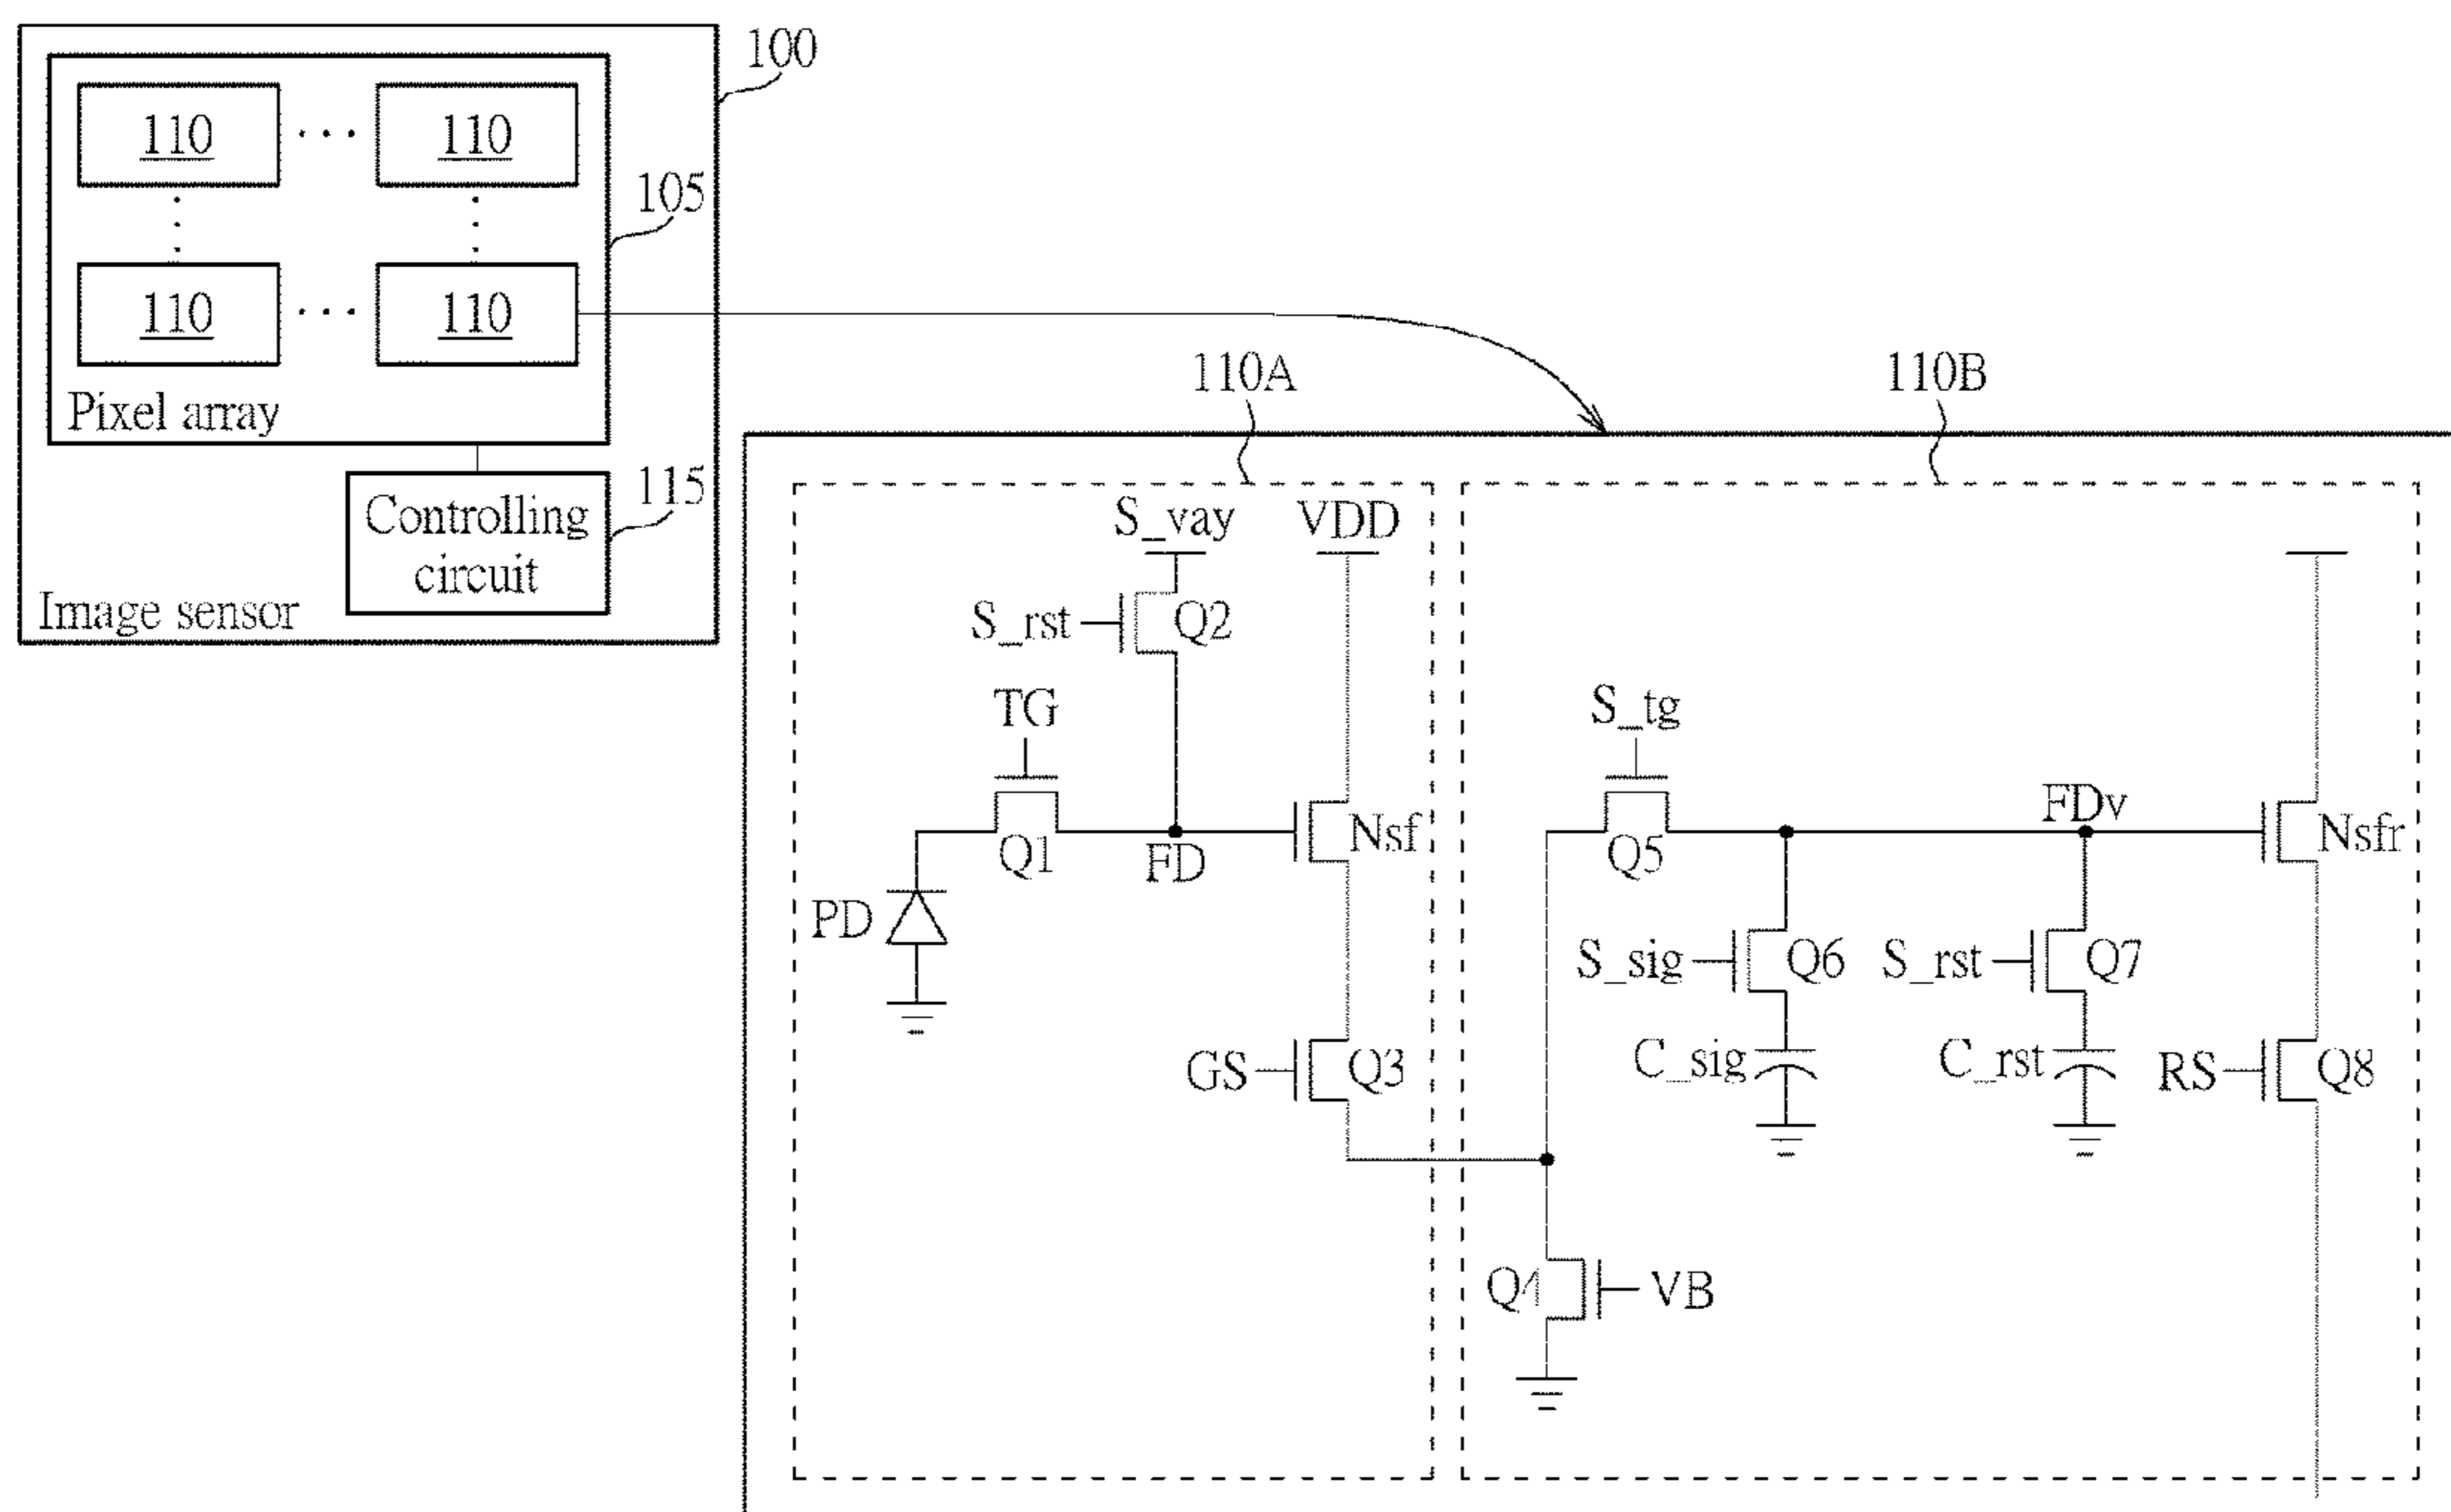 100
110
110
105
110
110
Pixel array
115
Controlling
circuit
Image sensor
110A
110B
S_vay
VDD
S_rst
Q2
TG
S_tg
Q1
FD
Nsf
Q5
FDv
Nsfr
PD
S_sig
Q6
S_rst
Q7
GS
Q3
C_sig
C_rst
RS
Q8
Q4
VB